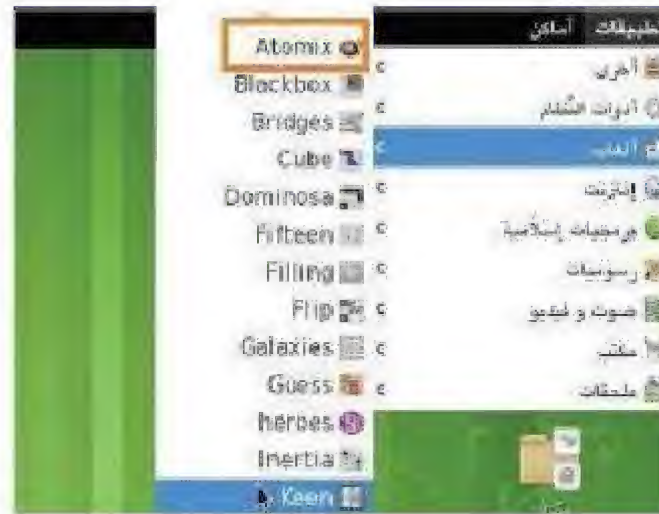 تطبيقات أماكن
أخرى
أدوات النظام
ألعاب
إنترنت
برمجيات إسلامية
رسوميات
صوت و فيديو
مكتب
ملحقات
Atomix
Blackbox
Bridges
Cube
Dominosa
Fifteen
Filling
Flip
Galaxies
Guess
heroes
Inertia
Keen